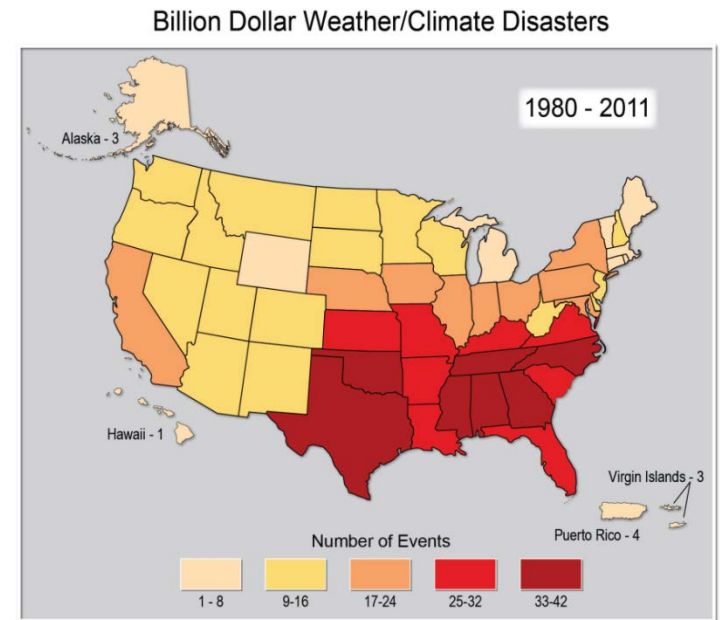 Billion Dollar Weather/Climate Disasters
1980 - 2011
Alaska - 3
Hawaii - 1
Virgin Islands - 3
Puerto Rico - 4
Number of Events
1 - 8
9-16
17-24
25-32
33-42